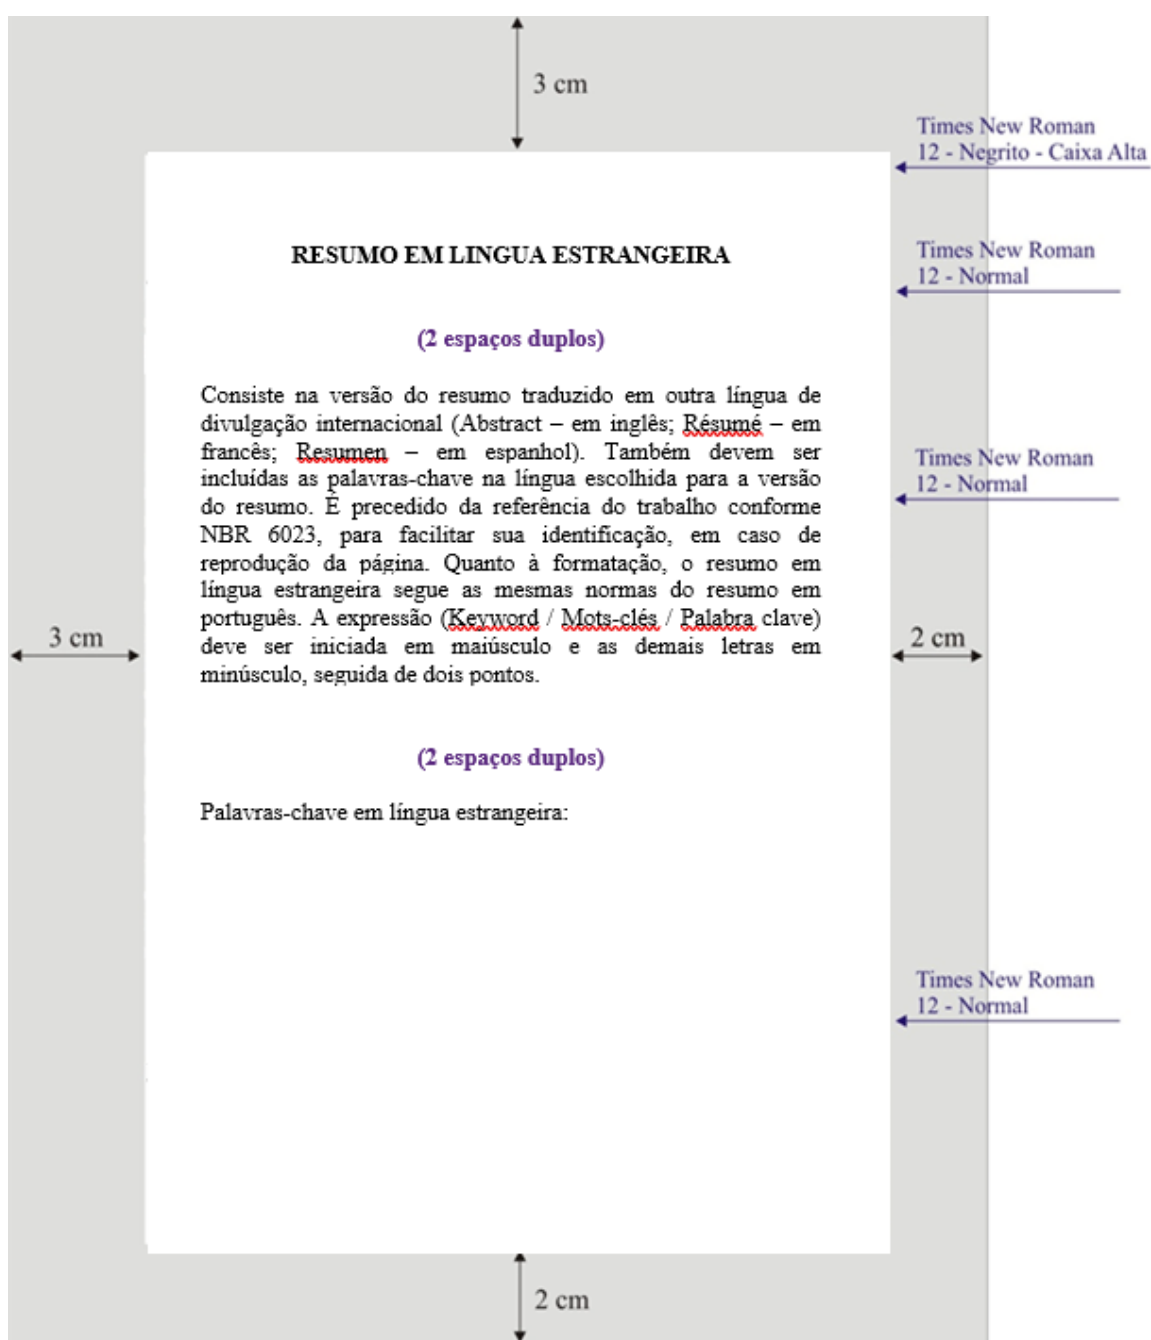 3 cm
Times New Roman
12 - Negrito - Caixa Alta
RESUMO EM LINGUA ESTRANGEIRA
Times New Roman
12 - Normal
(2 espaços duplos)
Consiste na versão do resumo traduzido em outra língua de
divulgação internacional (Abstract – em inglês; Résumé – em
francês; Resumen – em espanhol). Também devem ser
incluídas as palavras-chave na língua escolhida para a versão
do resumo. É precedido da referência do trabalho conforme
NBR 6023, para facilitar sua identificação, em caso de
reprodução da página. Quanto à formatação, o resumo em
língua estrangeira segue as mesmas normas do resumo em
português. A expressão (Keyword / Mots-clés / Palabra clave)
deve ser iniciada em maiúsculo e as demais letras em
minúsculo, seguida de dois pontos.
Times New Roman
12 - Normal
3 cm
2 cm
(2 espaços duplos)
Palavras-chave em língua estrangeira:
Times New Roman
12 - Normal
2 cm